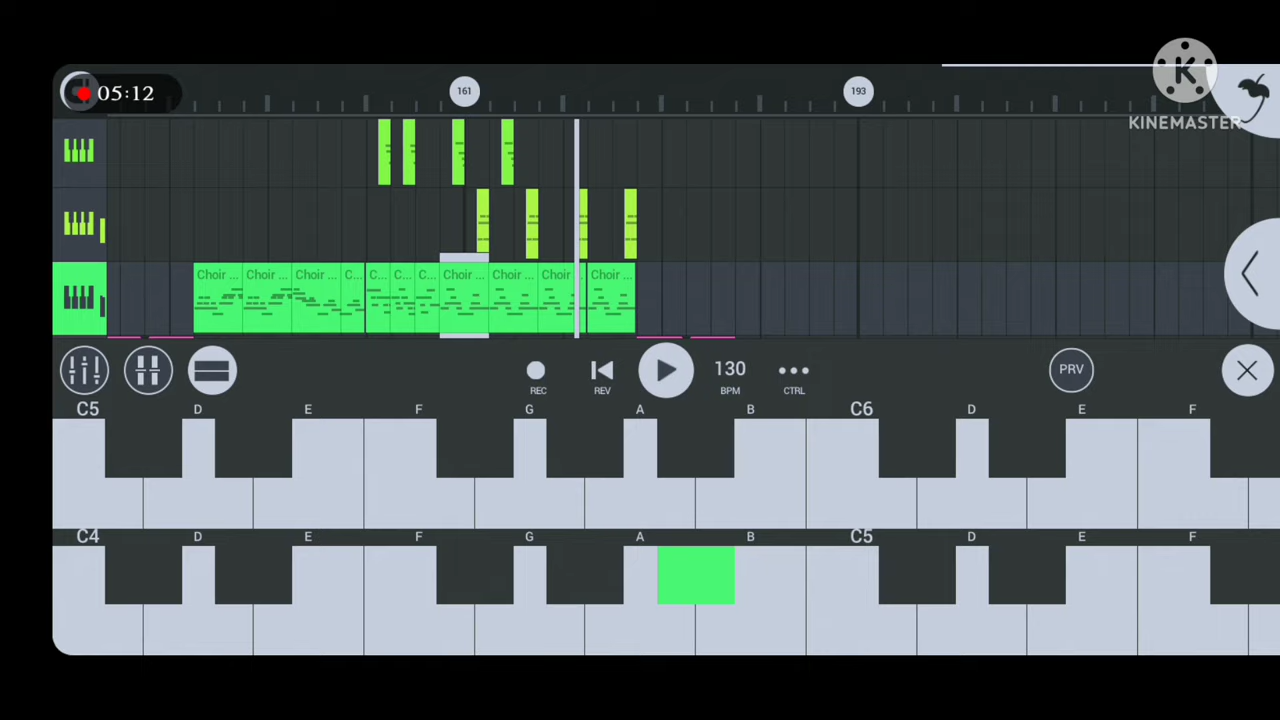 05:12
161
193
KINEMASTER
Choir ...
Choir ...
Choir ...
C...
C...
C...
C...
Choir ...
Choir ...
Choir ...
Choir ...
REC
REV
130
BPM
CTRL
PRV
C5 D E F G A B C6 D E F
C4 D E F G A B C5 D E F